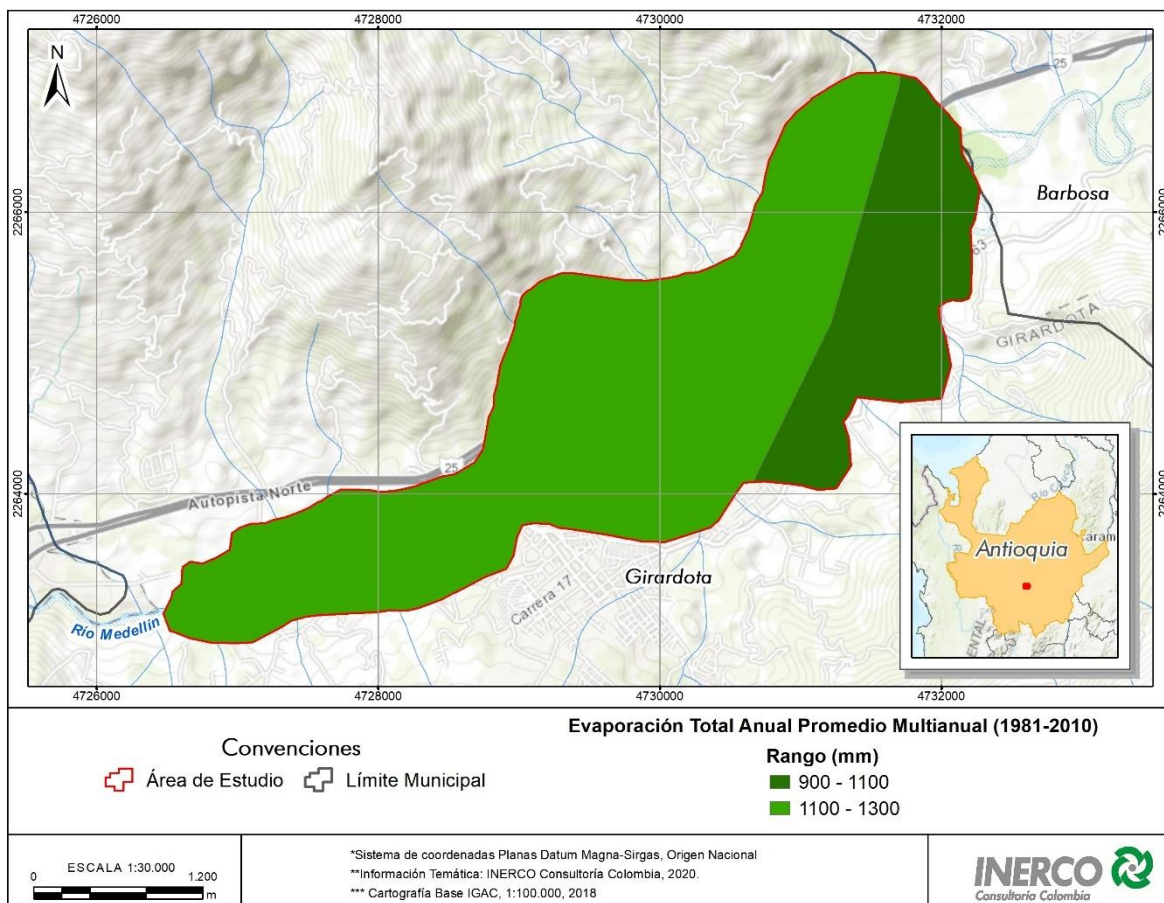 4726000
4728000
4730000
4732000
N
25
Barbosa
2266000
2266000
63
GIRARDOTA
25
Autopista Norte
2264000
2264000
Girardota
Carrera 17
Río Medellín
Antioquia
ENTAL
4726000
4728000
4730000
4732000
Evaporación Total Anual Promedio Multianual (1981-2010)
Convenciones
Rango (mm)
Área de Estudio
Límite Municipal
900 - 1100
1100 - 1300
ESCALA 1:30.000
0
1.200
m
*Sistema de coordenadas Planas Datum Magna-Sirgas, Origen Nacional
**Información Temática: INERCO Consultoría Colombia, 2020.
*** Cartografía Base IGAC, 1:100.000, 2018
INERCO
Consultoría Colombia